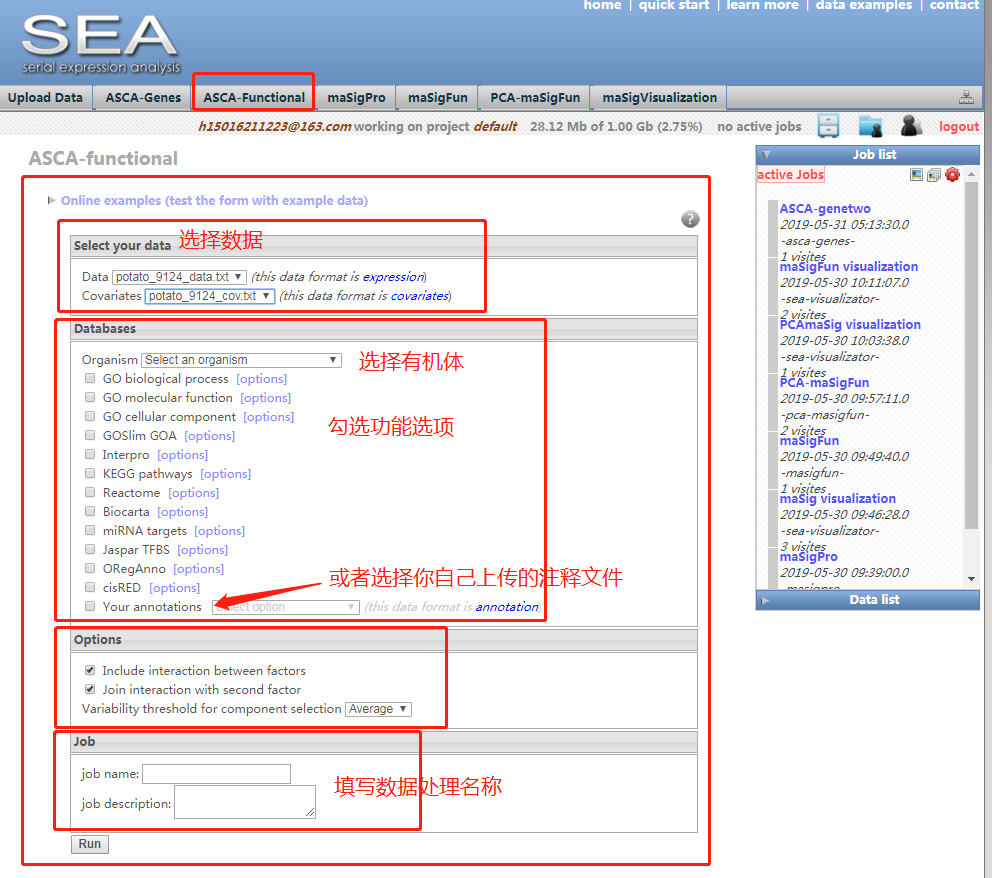 home | quick start | learn more | data examples | contact
SEA
serial expression analysis
Upload Data ASCA-Genes ASCA-Functional maSigPro maSigFun PCA-maSigFun maSigVisualization
h15016211223@163.com working on project default 28.12 Mb of 1.00 Gb (2.75%) no active jobs logout
ASCA-functional
Online examples (test the form with example data)
?
Select your data 选择数据
Data potato_9124_data.txt (this data format is expression)
Covariates potato_9124_cov.txt (this data format is covariates)
Databases
Organism Select an organism 选择有机体
GO biological process [options]
GO molecular function [options]
GO cellular component [options]
勾选功能选项
GOSlim GOA [options]
Interpro [options]
KEGG pathways [options]
Reactome [options]
Biocarta [options]
miRNA targets [options]
Jaspar TFBS [options]
ORegAnno [options]
或者选择你自己上传的注释文件
cisRED [options]
Your annotations Select option (this data format is annotation)
Options
Include interaction between factors
Join interaction with second factor
Variability threshold for component selection Average
Job
job name:
填写数据处理名称
job description:
Run
Job list
active Jobs
ASCA-genetwo
2019-05-31 05:13:30.0
-asca-genes-
1 visites
maSigFun visualization
2019-05-30 10:11:07.0
-sea-visualizator-
2 visites
PCAmaSig visualization
2019-05-30 10:03:38.0
-sea-visualizator-
1 visites
PCA-maSigFun
2019-05-30 09:57:11.0
-pca-masigfun-
2 visites
maSigFun
2019-05-30 09:49:40.0
-masigfun-
1 visites
maSig visualization
2019-05-30 09:46:28.0
-sea-visualizator-
3 visites
maSigPro
2019-05-30 09:39:00.0
-masigpro-
Data list